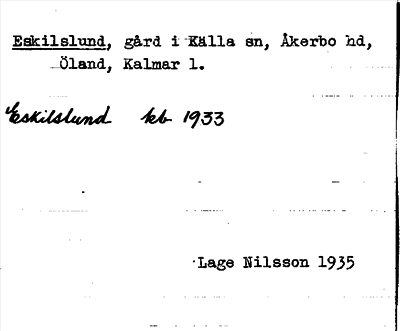 Eskilslund, gård i Källa sn, Åkerbo hd,
Öland, Kalmar l.
Eskilslund kb 1933
Lage Nilsson 1935